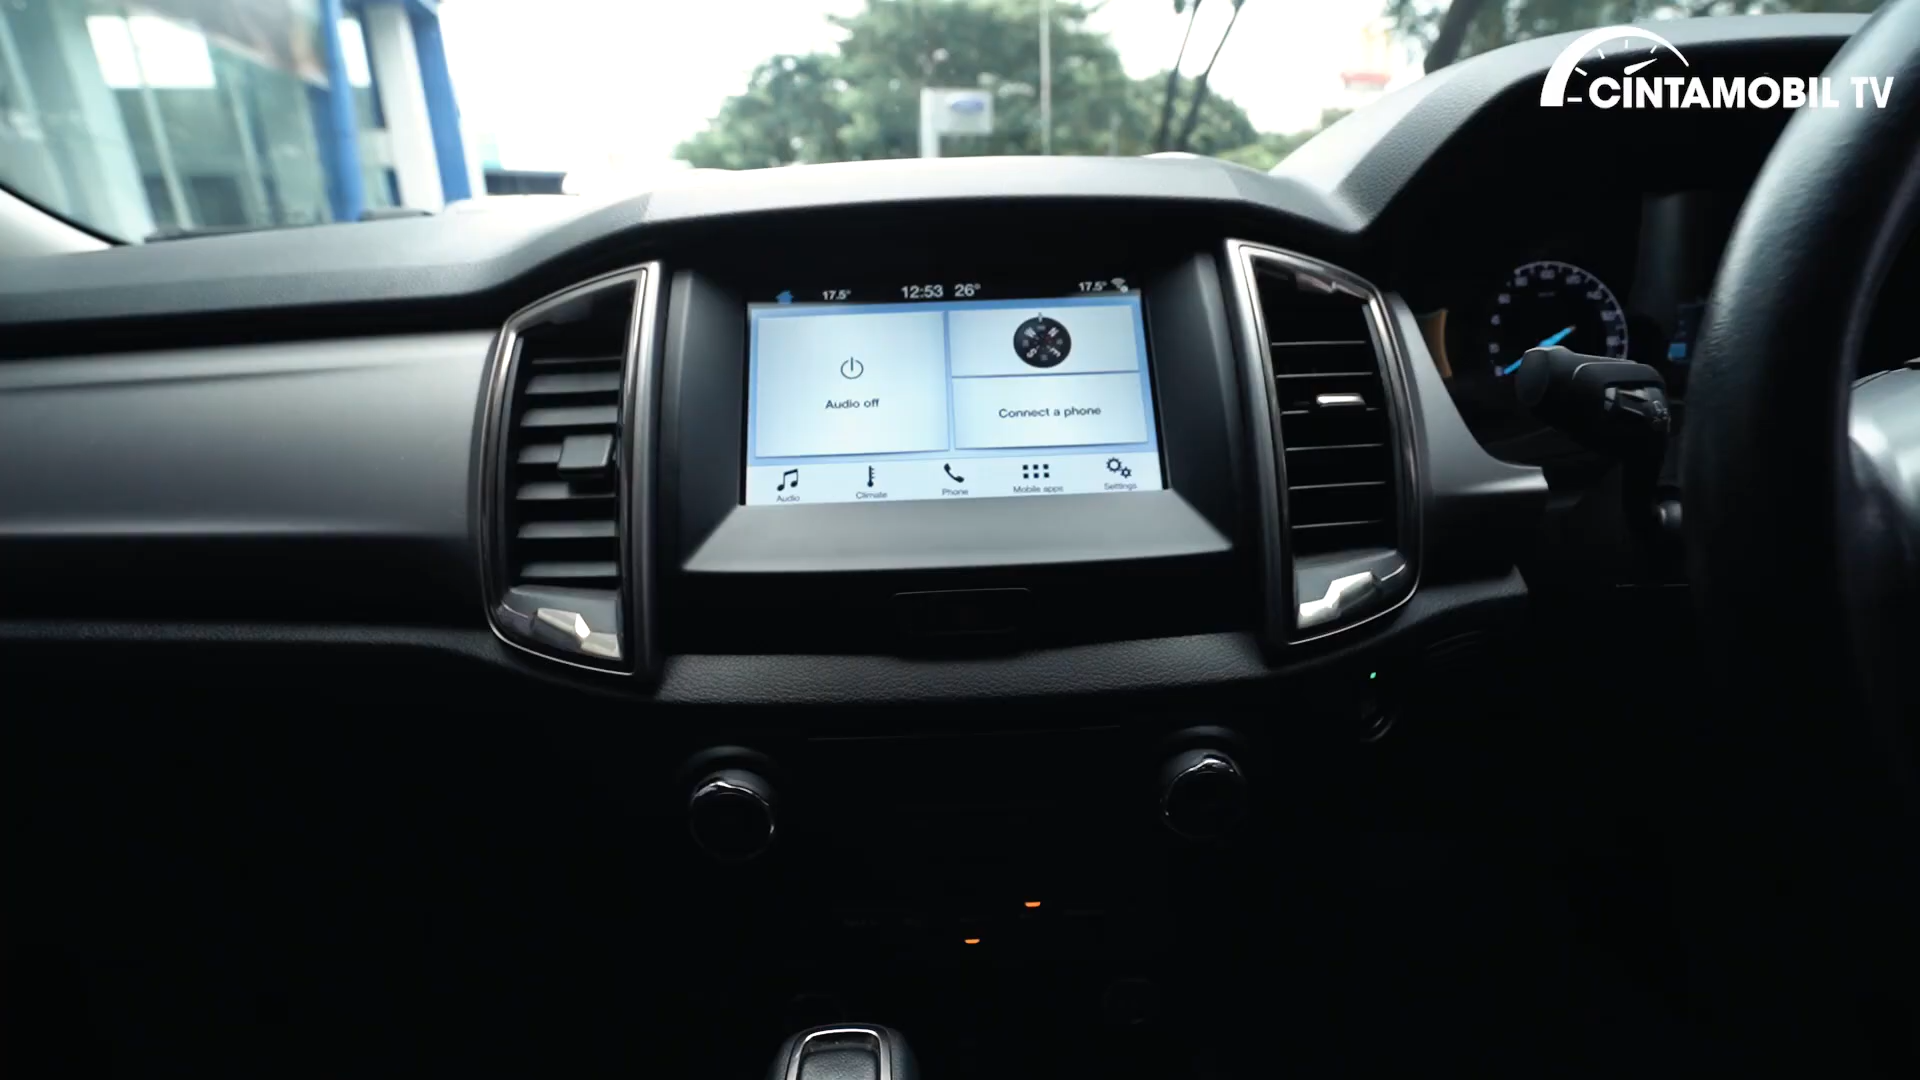 CINTAMOBIL TV
17.5°
12:53 26°
17.5°
Audio off
Connect a phone
Audio
Climate
Phone
Mobile apps
Settings